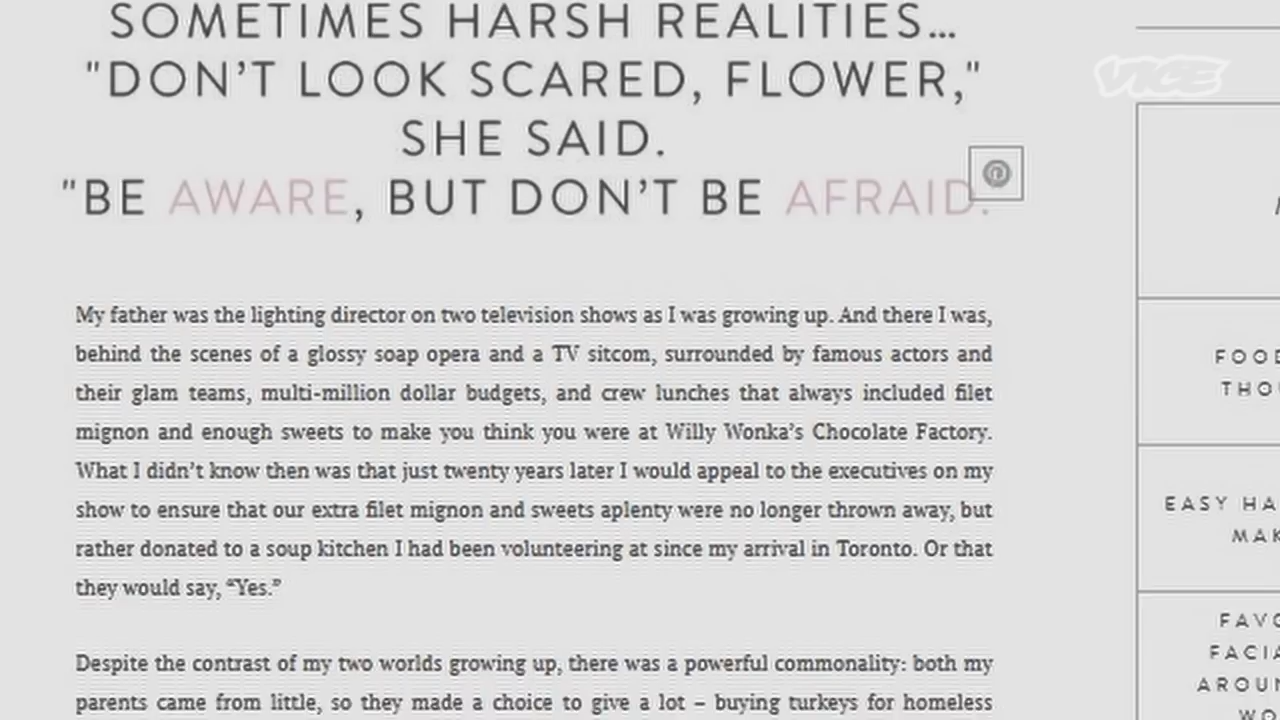 SOMETIMES HARSH REALITIES...
"DON'T LOOK SCARED, FLOWER,"
SHE SAID.
"BE AWARE, BUT DON'T BE AFRAID.
VICE
My father was the lighting director on two television shows as I was growing up. And there I was,
behind the scenes of a glossy soap opera and a TV sitcom, surrounded by famous actors and
their glam teams, multi-million dollar budgets, and crew lunches that always included filet
mignon and enough sweets to make you think you were at Willy Wonka's Chocolate Factory.
What I didn't know then was that just twenty years later I would appeal to the executives on my
show to ensure that our extra filet mignon and sweets aplenty were no longer thrown away, but
rather donated to a soup kitchen I had been volunteering at since my arrival in Toronto. Or that
they would say, “Yes.”
Despite the contrast of my two worlds growing up, there was a powerful commonality: both my
parents came from little, so they made a choice to give a lot – buying turkeys for homeless
FOOD
THO
EASY HA
MAK
FAVO
FACIA
AROUN
WO